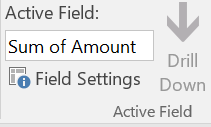 Active Field:
Sum of Amount
Field Settings
Drill
Down
Active Field